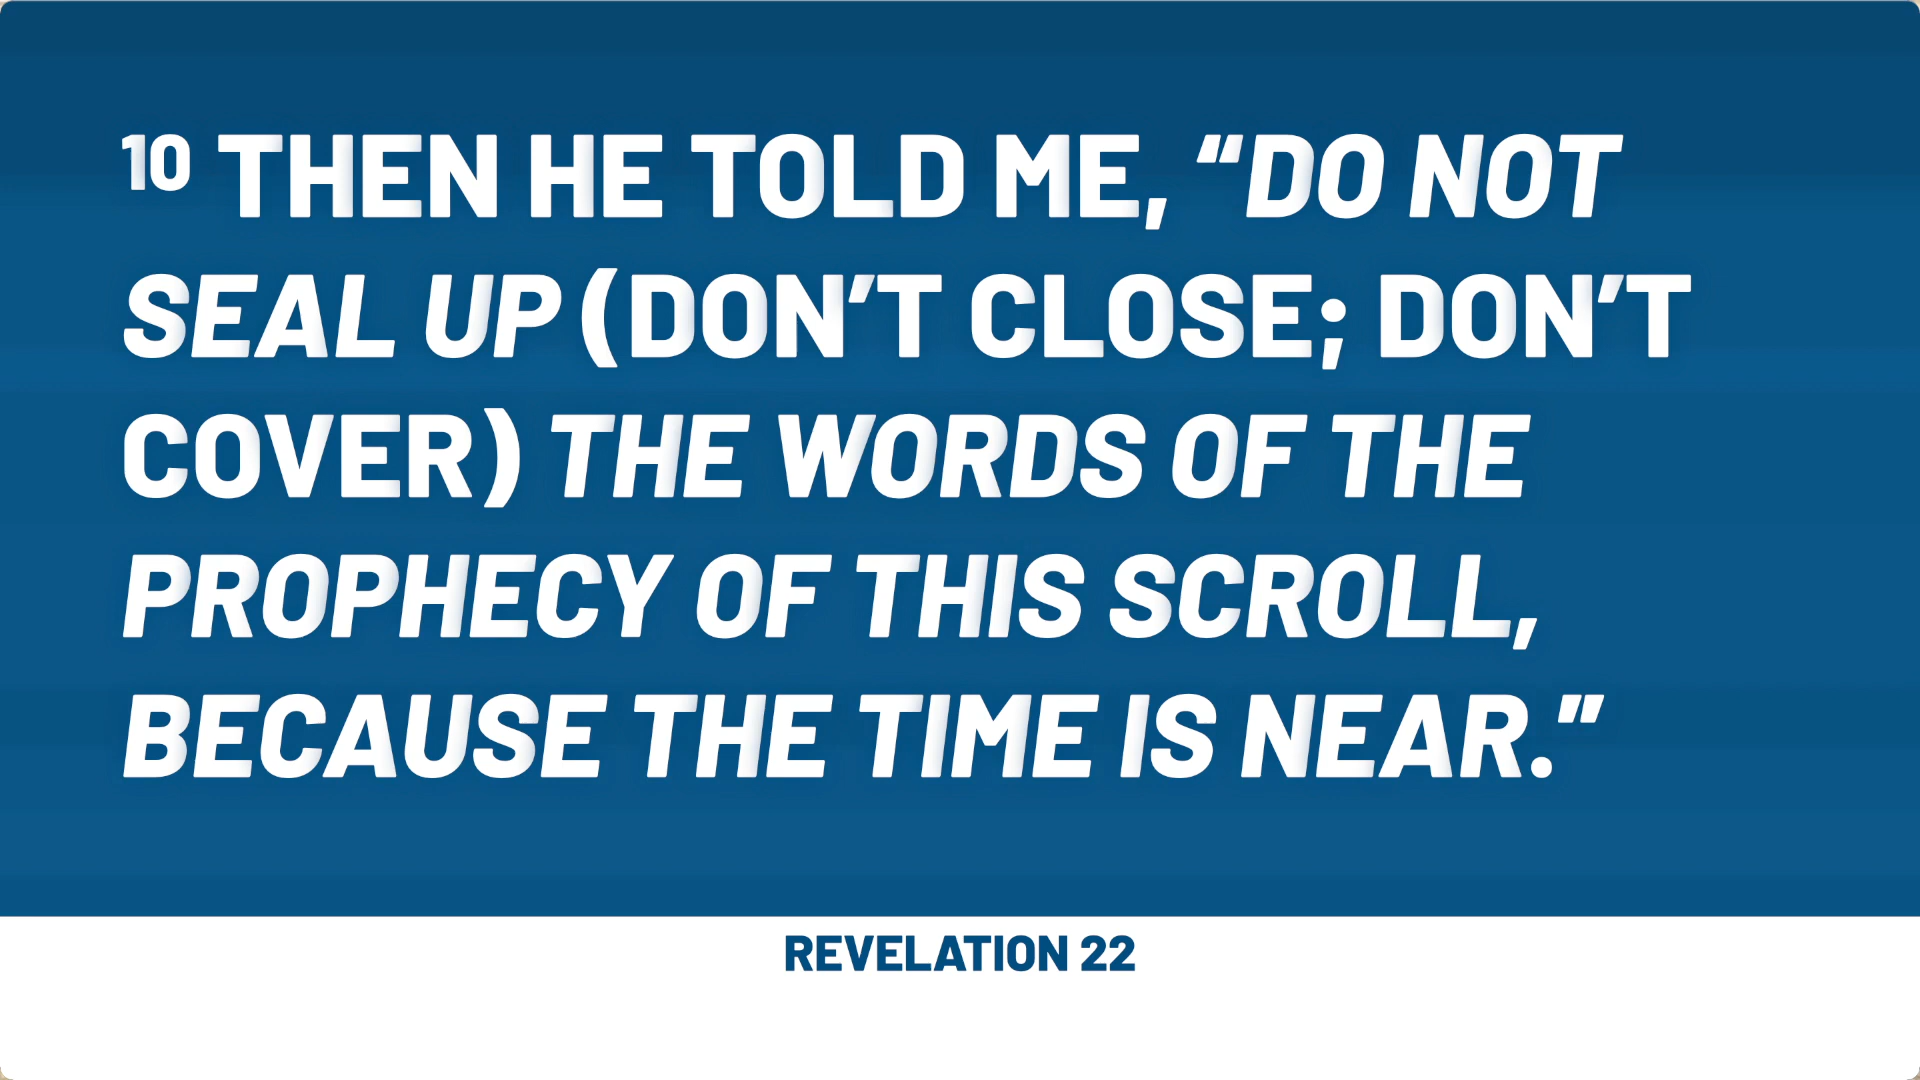 10 THEN HE TOLD ME, “DO NOT
SEAL UP (DON’T CLOSE; DON’T
COVER) THE WORDS OF THE
PROPHECY OF THIS SCROLL,
BECAUSE THE TIME IS NEAR.”
REVELATION 22